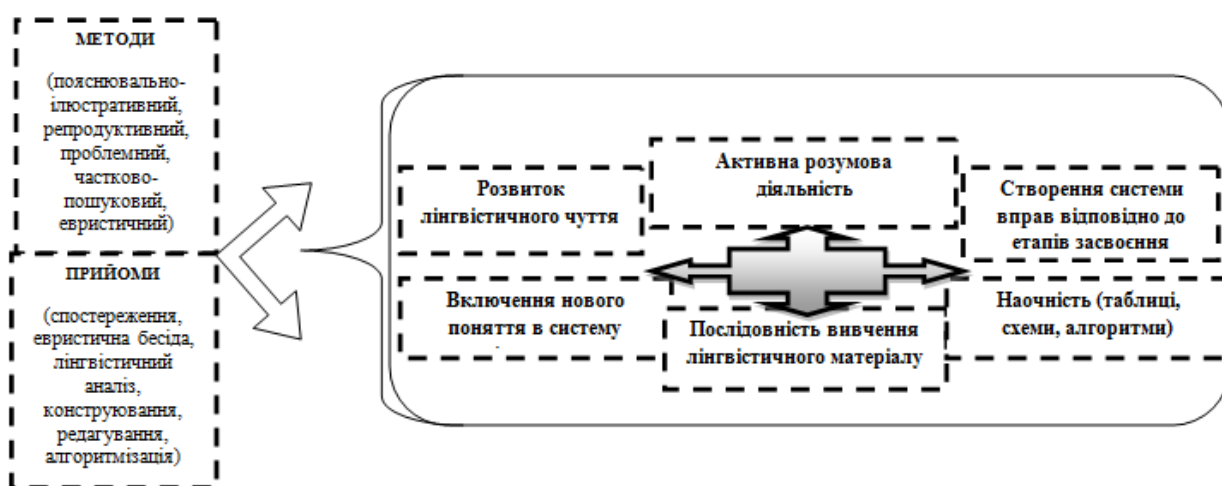 МЕТОДИ
(пояснювально-
ілюстративний,
репродуктивний,
проблемний,
частково-
пошуковий,
евристичний)
ПРИЙОМИ
(спостереження,
евристична бесіда,
лінгвістичний
аналіз,
конструювання,
редагування,
алгоритмізація)
Розвиток
лінгвістичного чуття
Активна розумова
діяльність
Створення системи
вправ відповідно до
етапів засвоєння
Включення нового
поняття в систему
Послідовність вивчення
лінгвістичного матеріалу
Наочність (таблиці,
схеми, алгоритми)